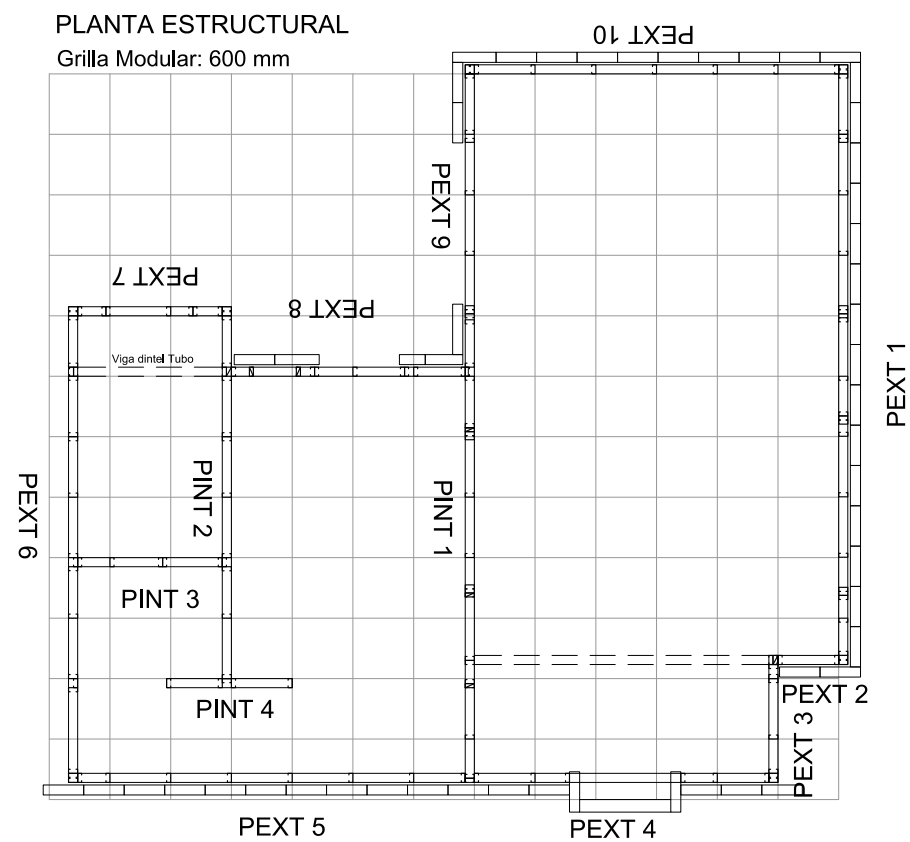 PLANTA ESTRUCTURAL
Grilla Modular: 600 mm
PEXT 10
PEXT 9
PEXT 7
PEXT 8
Viga dintel Tubo
PEXT 1
PEXT 6
PINT 2
PINT 1
PINT 3
PINT 4
PEXT 2
PEXT 3
PEXT 5
PEXT 4